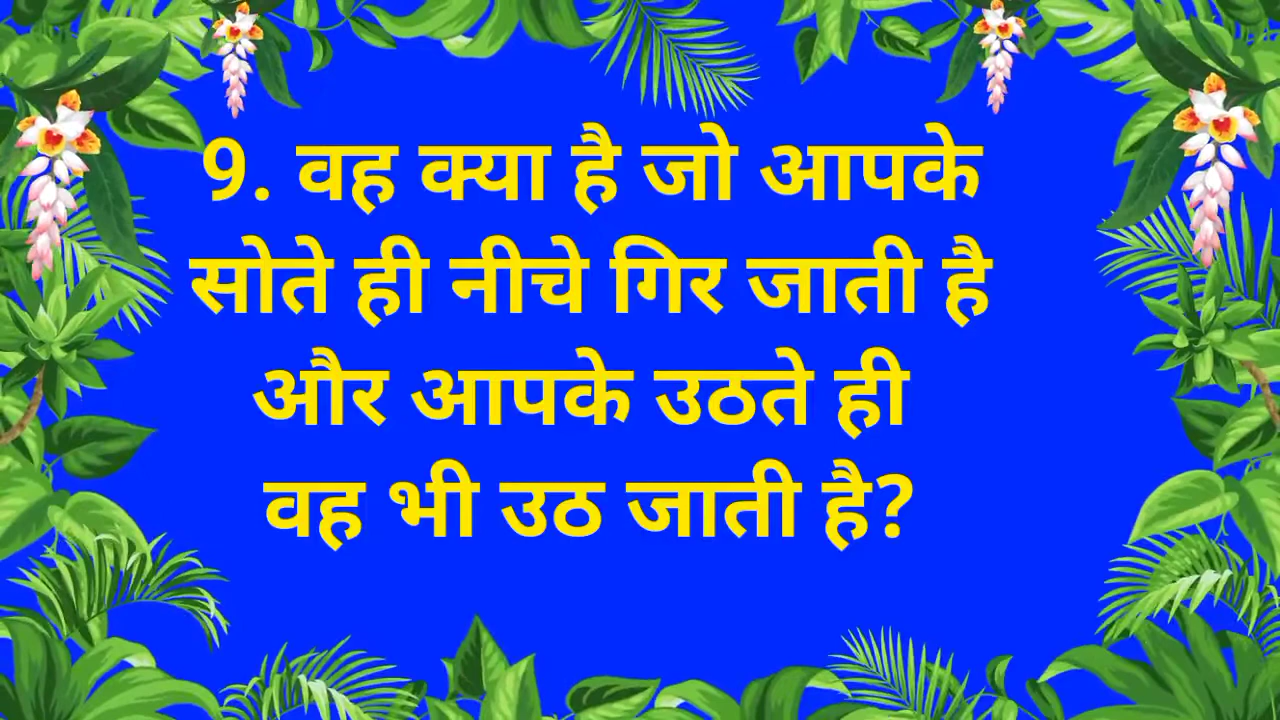 9. वह क्या है जो आपके
सोते ही नीचे गिर जाती है
और आपके उठते ही
वह भी उठ जाती है?